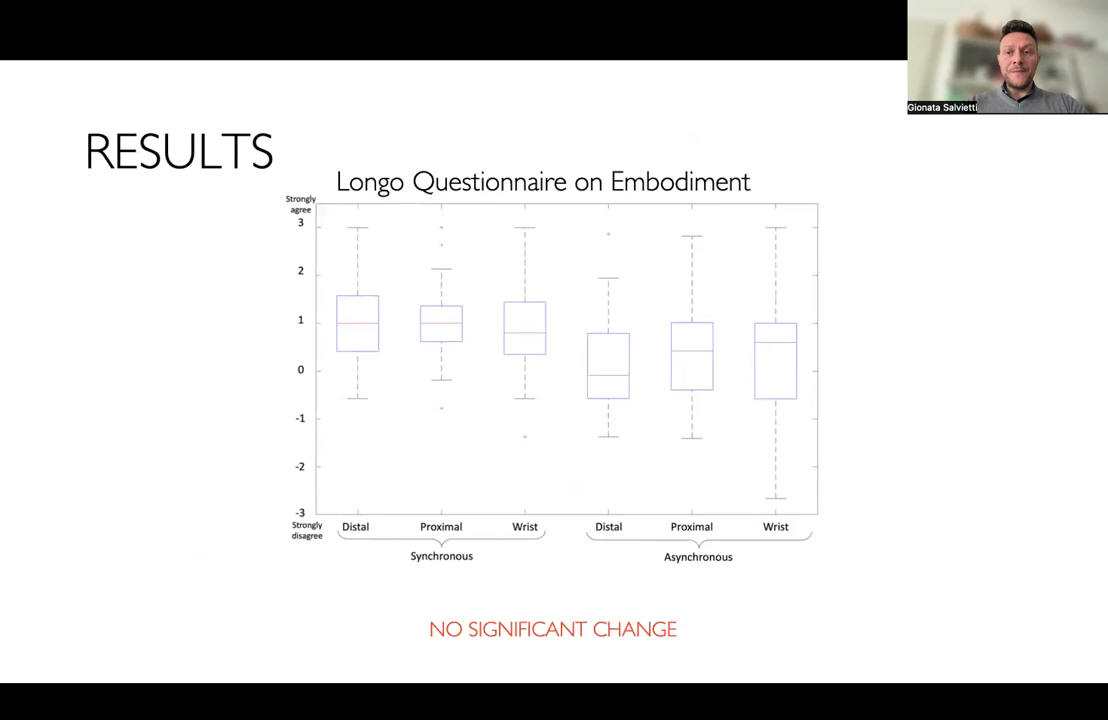 Gionata Salvietti
RESULTS
Longo Questionnaire on Embodiment
Strongly
agree
3
2
1
0
-1
-2
-3
Strongly
disagree
Distal
Proximal
Wrist
Distal
Proximal
Wrist
Synchronous
Asynchronous
NO SIGNIFICANT CHANGE